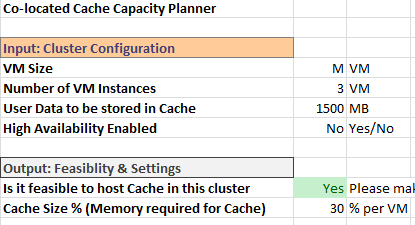 Co-located Cache Capacity Planner
Input: Cluster Configuration
VM Size M VM
Number of VM Instances 3 VM
User Data to be stored in Cache 1500 MB
High Availability Enabled No Yes/No
Output: Feasiblity & Settings
Is it feasible to host Cache in this cluster Yes Please
Cache Size % (Memory required for Cache) 30 % per VM